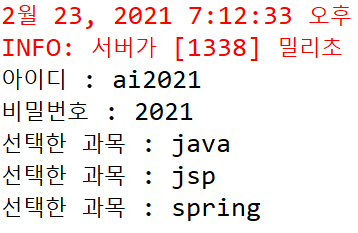 2월 23, 2021 7:12:33 오후
INFO: 서버가 [1338] 밀리초
아이디 : ai2021
비밀번호 : 2021
선택한 과목 : java
선택한 과목 : jsp
선택한 과목 : spring